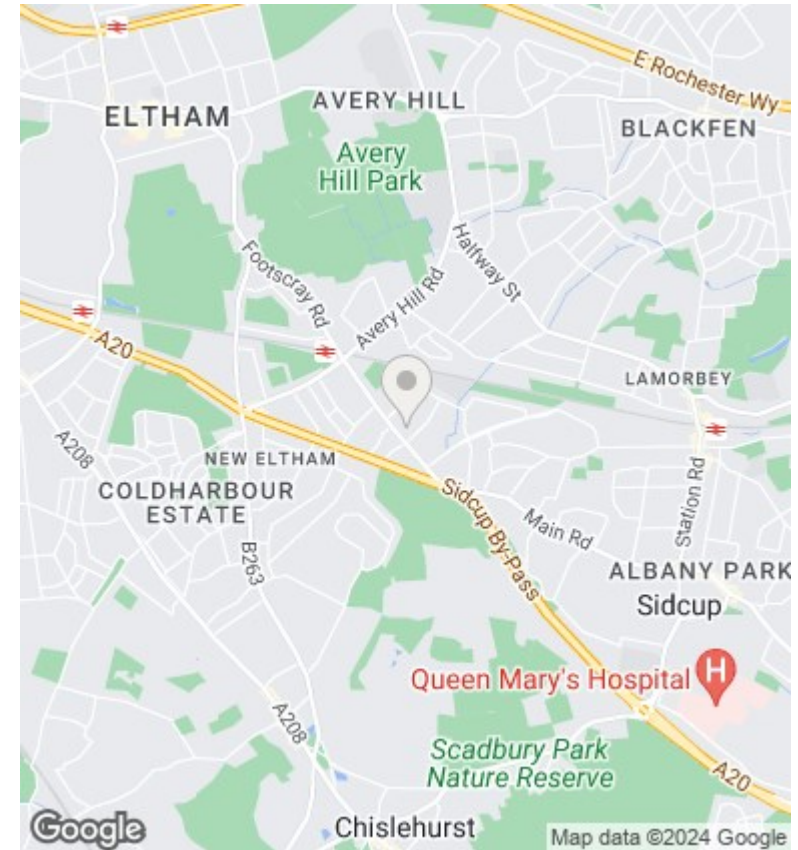 E Rochester Wy
ELTHAM
AVERY HILL
BLACKFEN
Avery
Hill Park
Footscray Rd
Halfway St
Avery Hill Rd
A20
LAMORBEY
A208
NEW ELTHAM
COLDHARBOUR
ESTATE
Sidcup By-Pass
Station Rd
Main Rd
B263
ALBANY PARK
Sidcup
Queen Mary's Hospital
H
A208
Scadbury Park
Nature Reserve
A20
Chislehurst
Google
Map data ©2024 Google